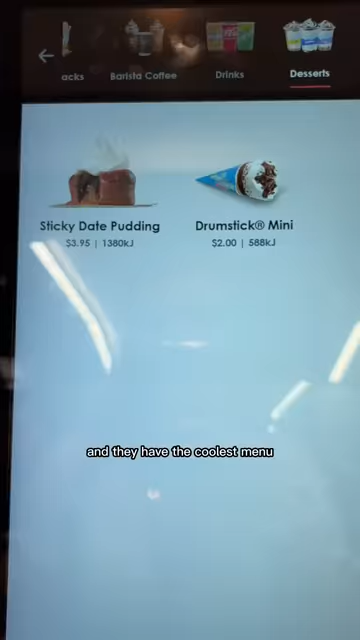 acks
Barista Coffee
Drinks
Desserts
Sticky Date Pudding
$3.95 | 1380kJ
Drumstick® Mini
$2.00 | 588kJ
and they have the coolest menu